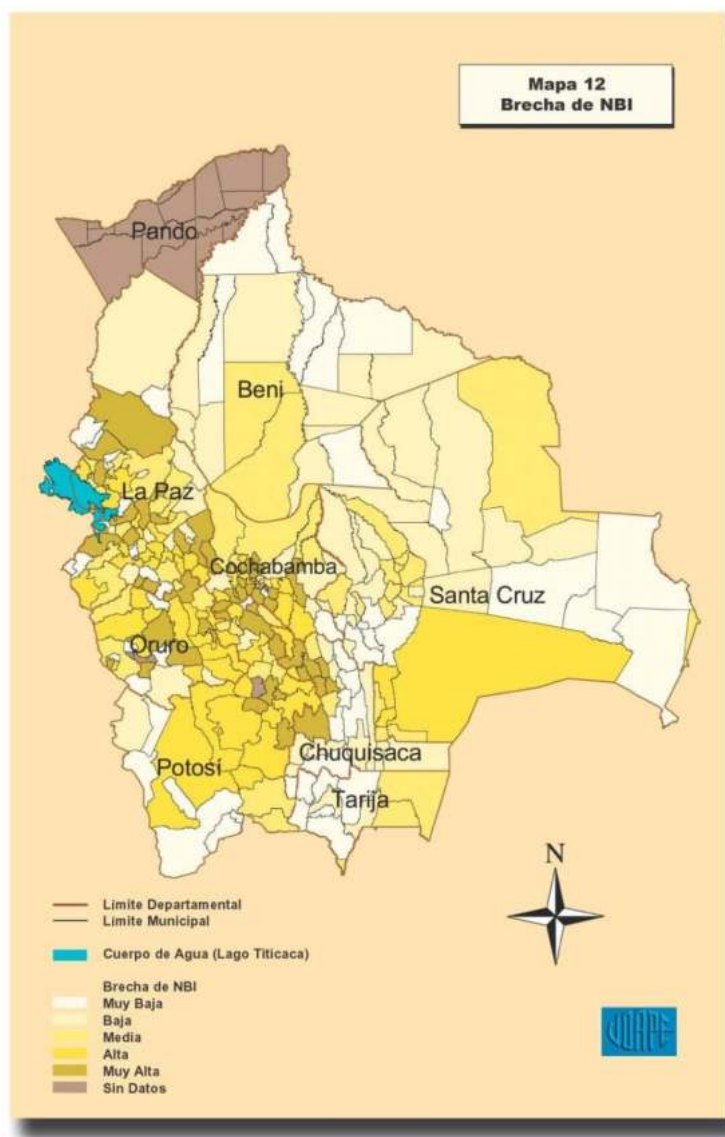 Mapa 12
Brecha de NBI
Pando
Beni
La Paz
Cochabamba
Santa Cruz
Oruro
Chuquisaca
Potosí
Tarija
N
Límite Departamental
Límite Municipal
Cuerpo de Agua (Lago Titicaca)
Brecha de NBI
Muy Baja
Baja
Media
Alta
Muy Alta
Sin Datos
UDAPE